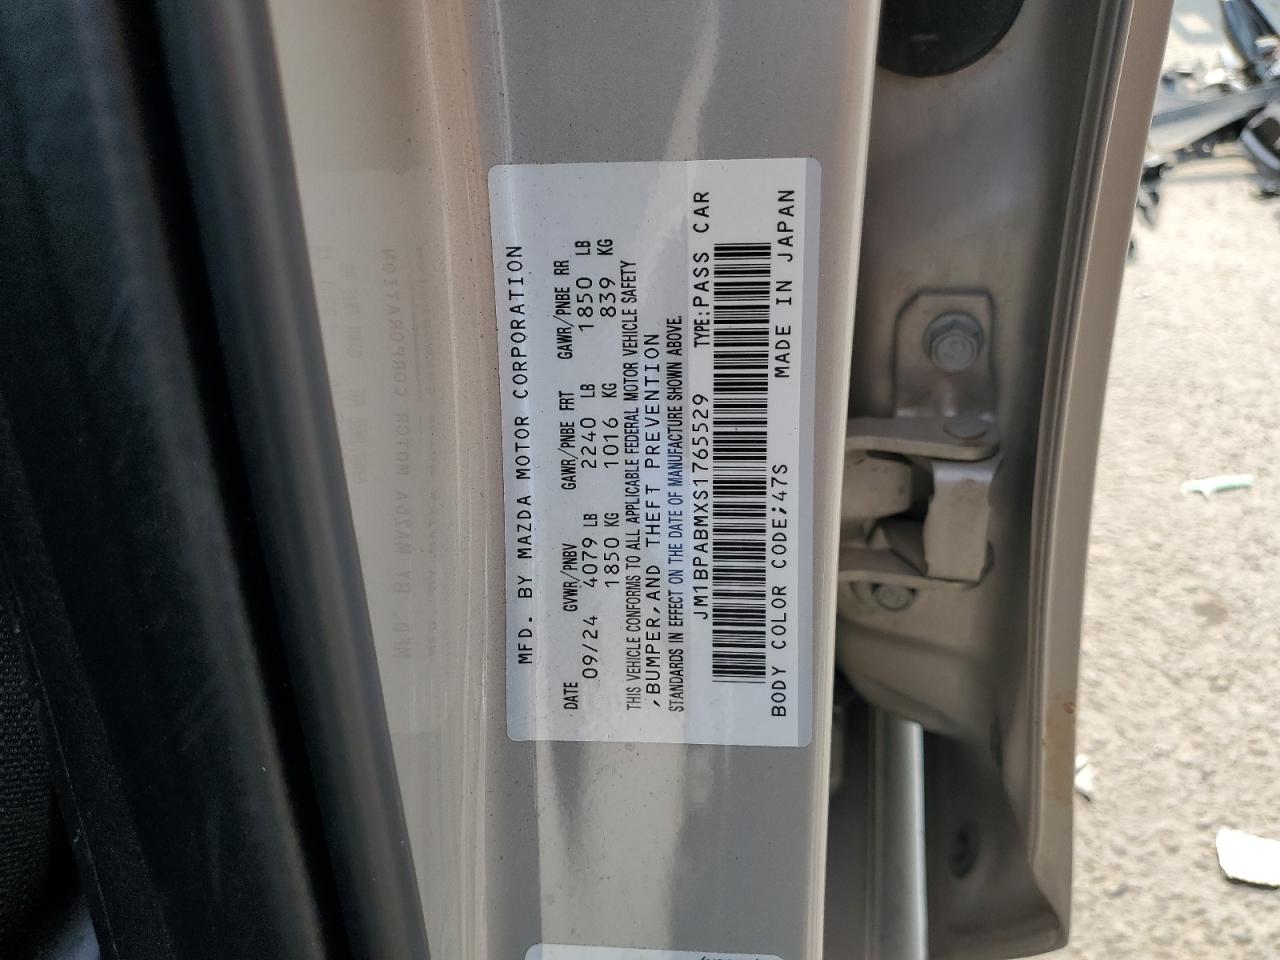 MFD. BY MAZDA MOTOR CORPORATION
DATE GVWR/PNBV GAWR/PNBE FRT GAWR/PNBE RR
09/24 4079 LB 2240 LB 1850 LB
1850 KG 1016 KG 839 KG
THIS VEHICLE CONFORMS TO ALL APPLICABLE FEDERAL MOTOR VEHICLE SAFETY
,BUMPER,AND THEFT PREVENTION
STANDARDS IN EFFECT ON THE DATE OF MANUFACTURE SHOWN ABOVE.
JM1BPABMXS1765529 TYPE:PASS CAR
BODY COLOR CODE;47S MADE IN JAPAN